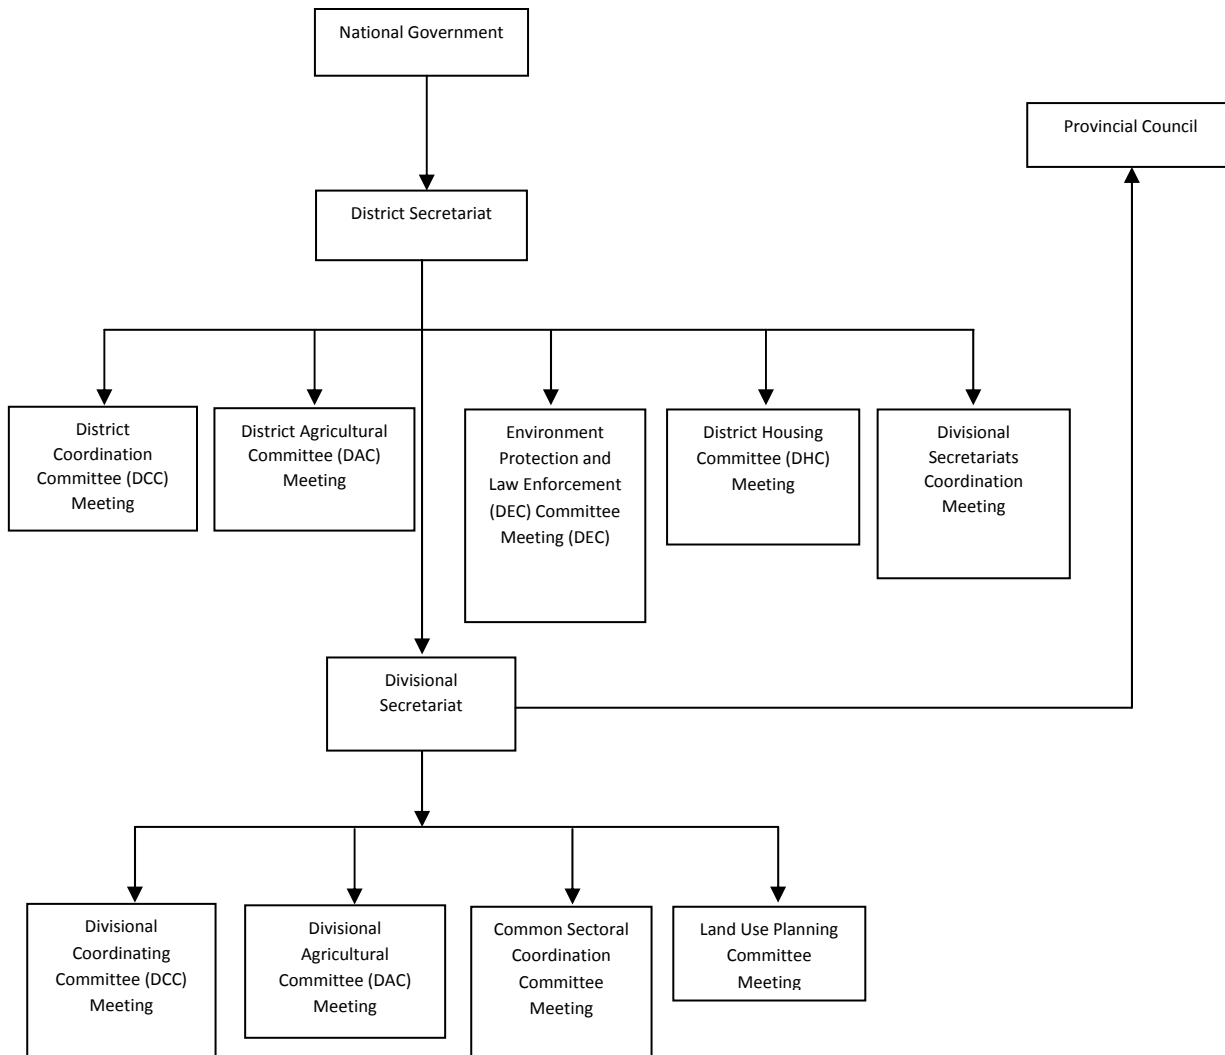 National Government
Provincial Council
District Secretariat
District
Coordination
Committee (DCC)
Meeting
District Agricultural
Committee (DAC)
Meeting
Environment
Protection and
Law Enforcement
(DEC) Committee
Meeting (DEC)
District Housing
Committee (DHC)
Meeting
Divisional
Secretariats
Coordination
Meeting
Divisional
Secretariat
Divisional
Coordinating
Committee (DCC)
Meeting
Divisional
Agricultural
Committee (DAC)
Meeting
Common Sectoral
Coordination
Committee
Meeting
Land Use Planning
Committee
Meeting